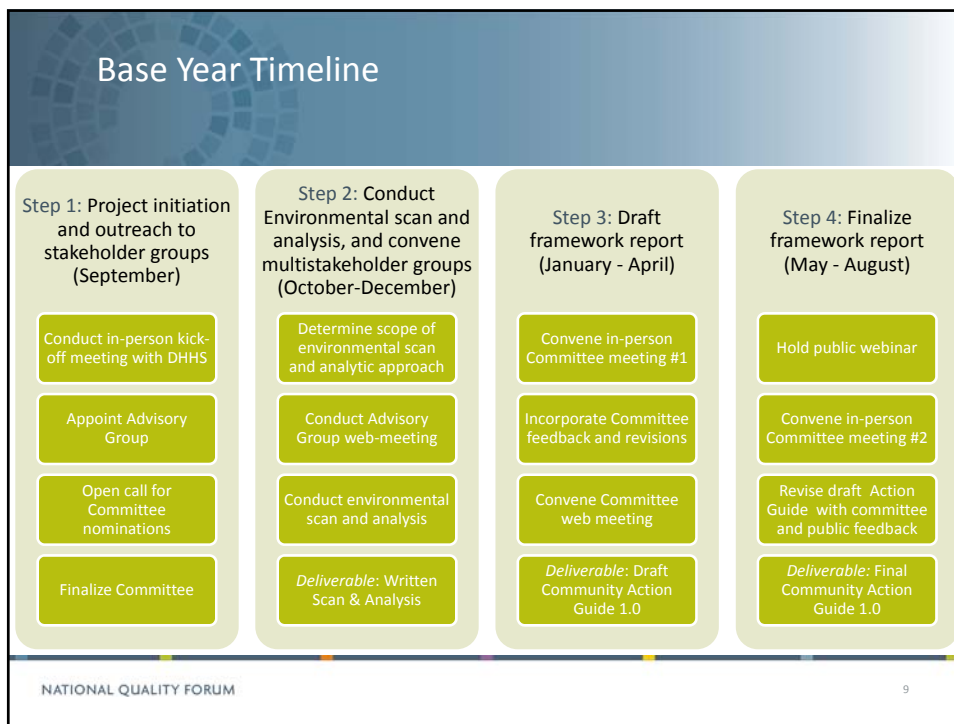 Base Year Timeline
Step 1: Project initiation
and outreach to
stakeholder groups
(September)
Conduct in-person kick-
off meeting with DHHS
Appoint Advisory
Group
Open call for
Committee
nominations
Finalize Committee
Step 2: Conduct
Environmental scan and
analysis, and convene
multistakeholder groups
(October-December)
Determine scope of
environmental scan
and analytic approach
Conduct Advisory
Group web-meeting
Conduct environmental
scan and analysis
Deliverable: Written
Scan & Analysis
Step 3: Draft
framework report
(January - April)
Convene in-person
Committee meeting #1
Incorporate Committee
feedback and revisions
Convene Committee
web meeting
Deliverable: Draft
Community Action
Guide 1.0
Step 4: Finalize
framework report
(May - August)
Hold public webinar
Convene in-person
Committee meeting #2
Revise draft Action
Guide with committee
and public feedback
Deliverable: Final
Community Action
Guide 1.0
NATIONAL QUALITY FORUM
9